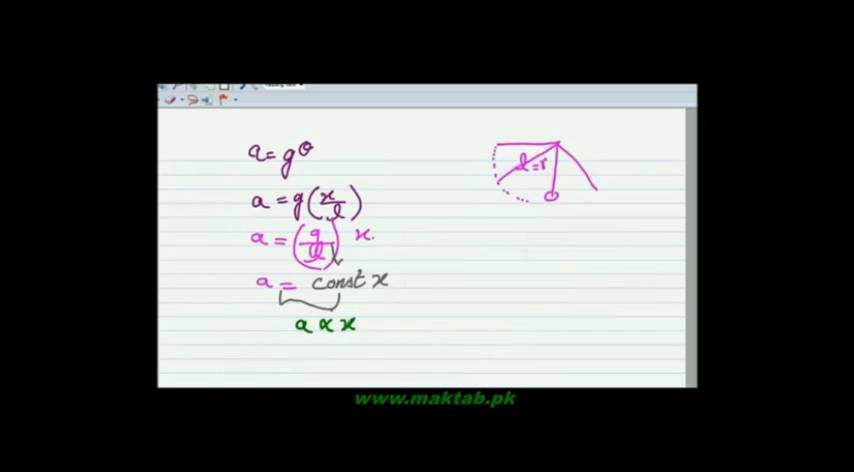 a = gθ
l = r
a = g(x/l)
a = (g/l) x.
a = const x
a ∝ x
www.maktab.pk